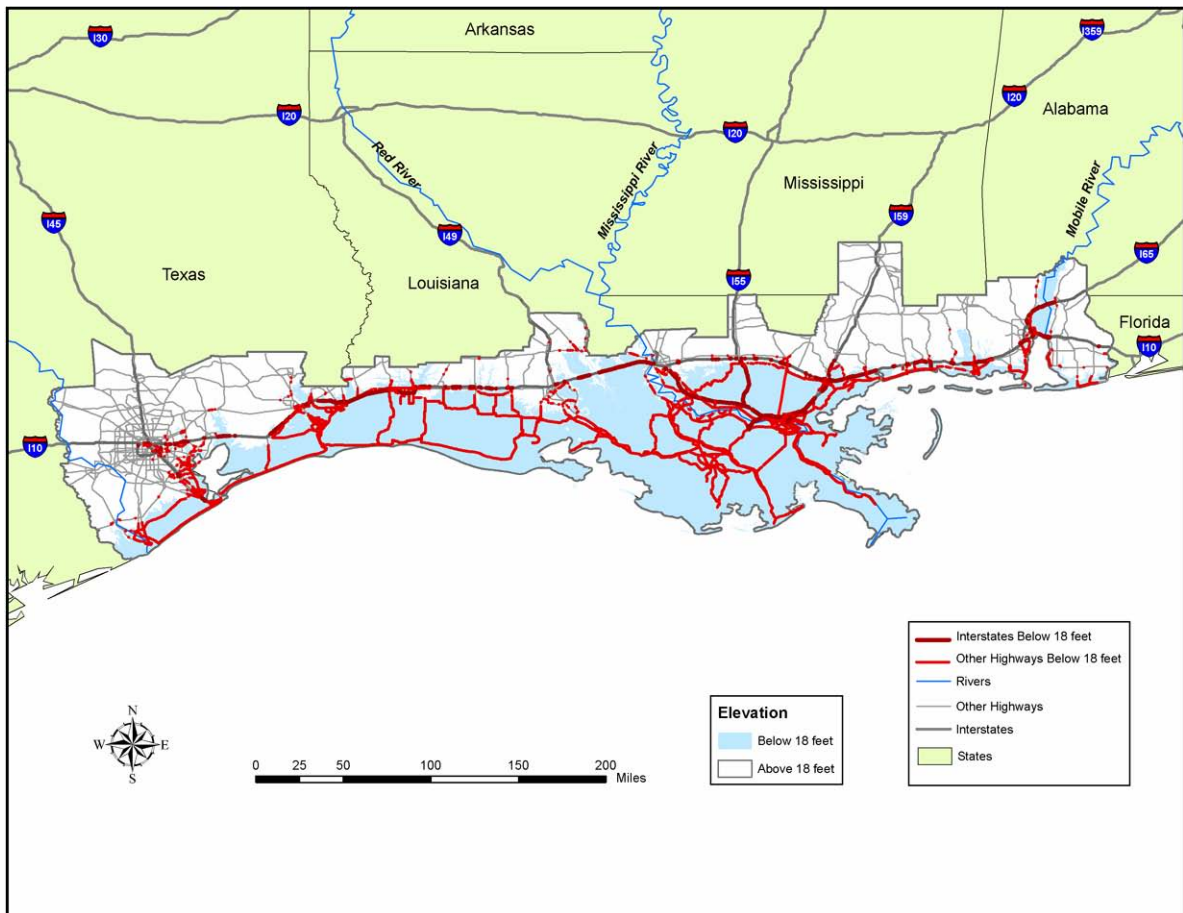 Arkansas
I30
I359
I20
I20
I20
Alabama
Red River
Mississippi River
Mississippi
Mobile River
I45
I49
I59
I65
Texas
Louisiana
I55
Florida
I10
I10
Interstates Below 18 feet
Other Highways Below 18 feet
Rivers
Other Highways
Interstates
States
Elevation
Below 18 feet
Above 18 feet
N
W E
S
0 25 50 100 150 200
Miles